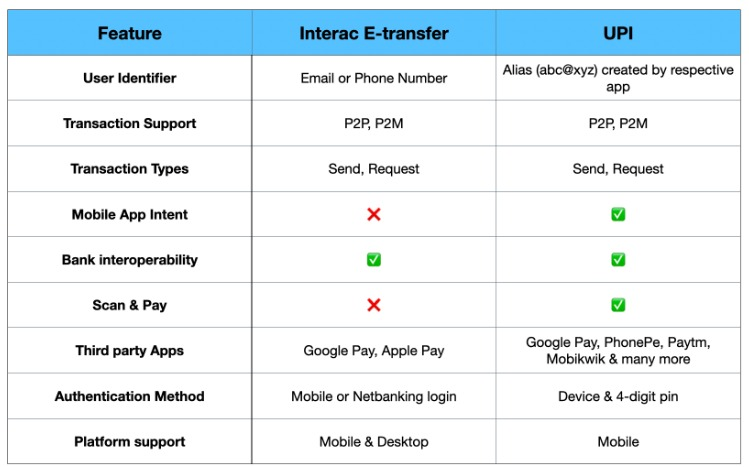 Feature Interac E-transfer UPI
User Identifier Email or Phone Number Alias (abc@xyz) created by respective
app
Transaction Support P2P, P2M P2P, P2M
Transaction Types Send, Request Send, Request
Mobile App Intent ❌ ✅
Bank interoperability ✅ ✅
Scan & Pay ❌ ✅
Third party Apps Google Pay, Apple Pay Google Pay, PhonePe, Paytm,
Mobikwik & many more
Authentication Method Mobile or Netbanking login Device & 4-digit pin
Platform support Mobile & Desktop Mobile